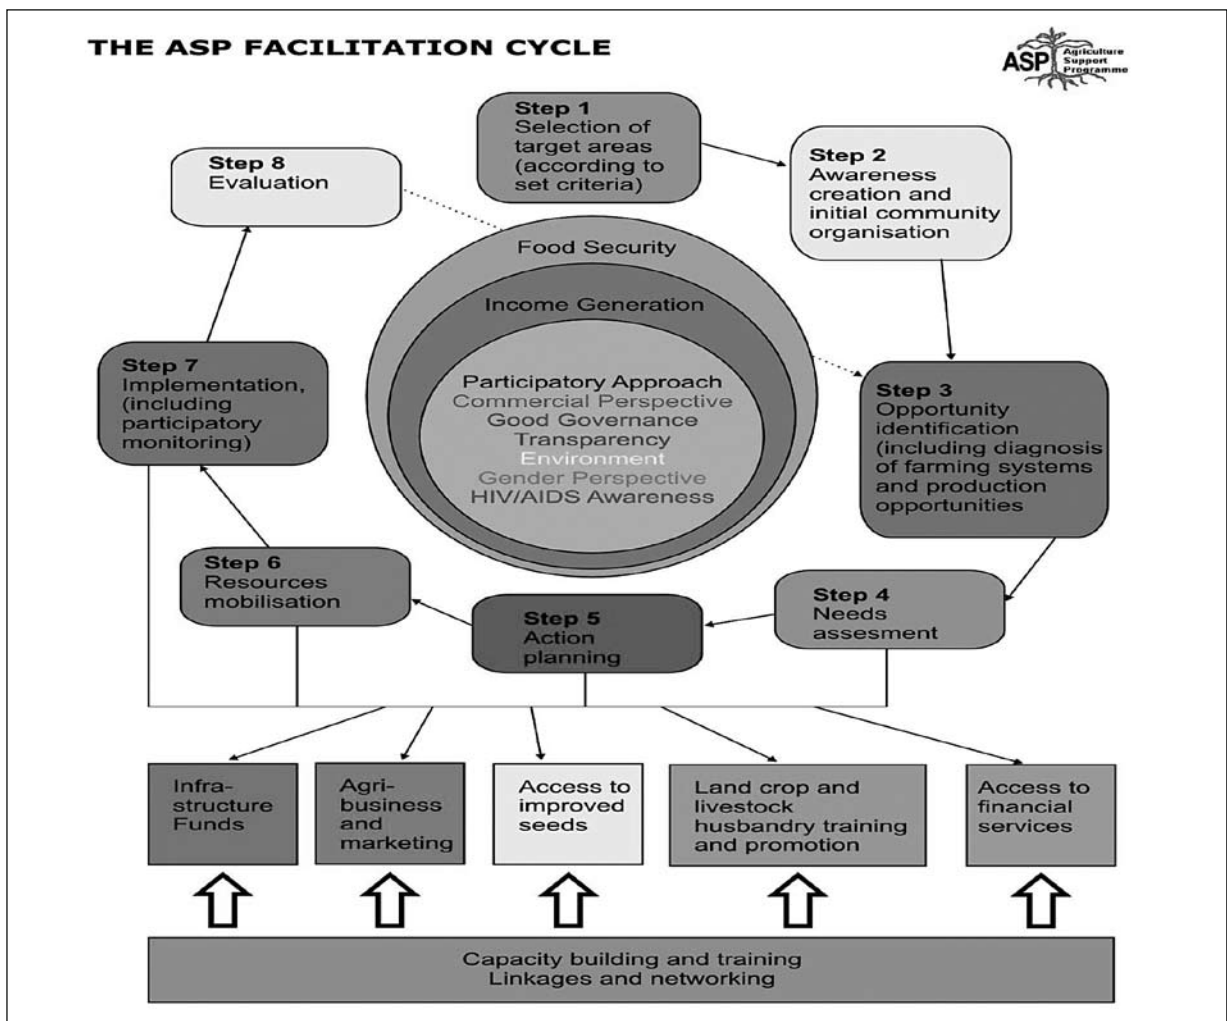 THE ASP FACILITATION CYCLE
ASP
Agriculture
Support
Programme
Step 1
Selection of
target areas
(according to
set criteria)
Step 2
Awareness
creation and
initial community
organisation
Step 3
Opportunity
identification
(including diagnosis
of farming systems
and production
opportunities
Step 4
Needs
assesment
Step 5
Action
planning
Step 6
Resources
mobilisation
Step 7
Implementation,
(including
participatory
monitoring)
Step 8
Evaluation
Food Security
Income Generation
Participatory Approach
Commercial Perspective
Good Governance
Transparency
Environment
Gender Perspective
HIV/AIDS Awareness
Infra-
structure
Funds
Agri-
business
and
marketing
Access to
improved
seeds
Land crop and
livestock
husbandry training
and promotion
Access to
financial
services
Capacity building and training
Linkages and networking